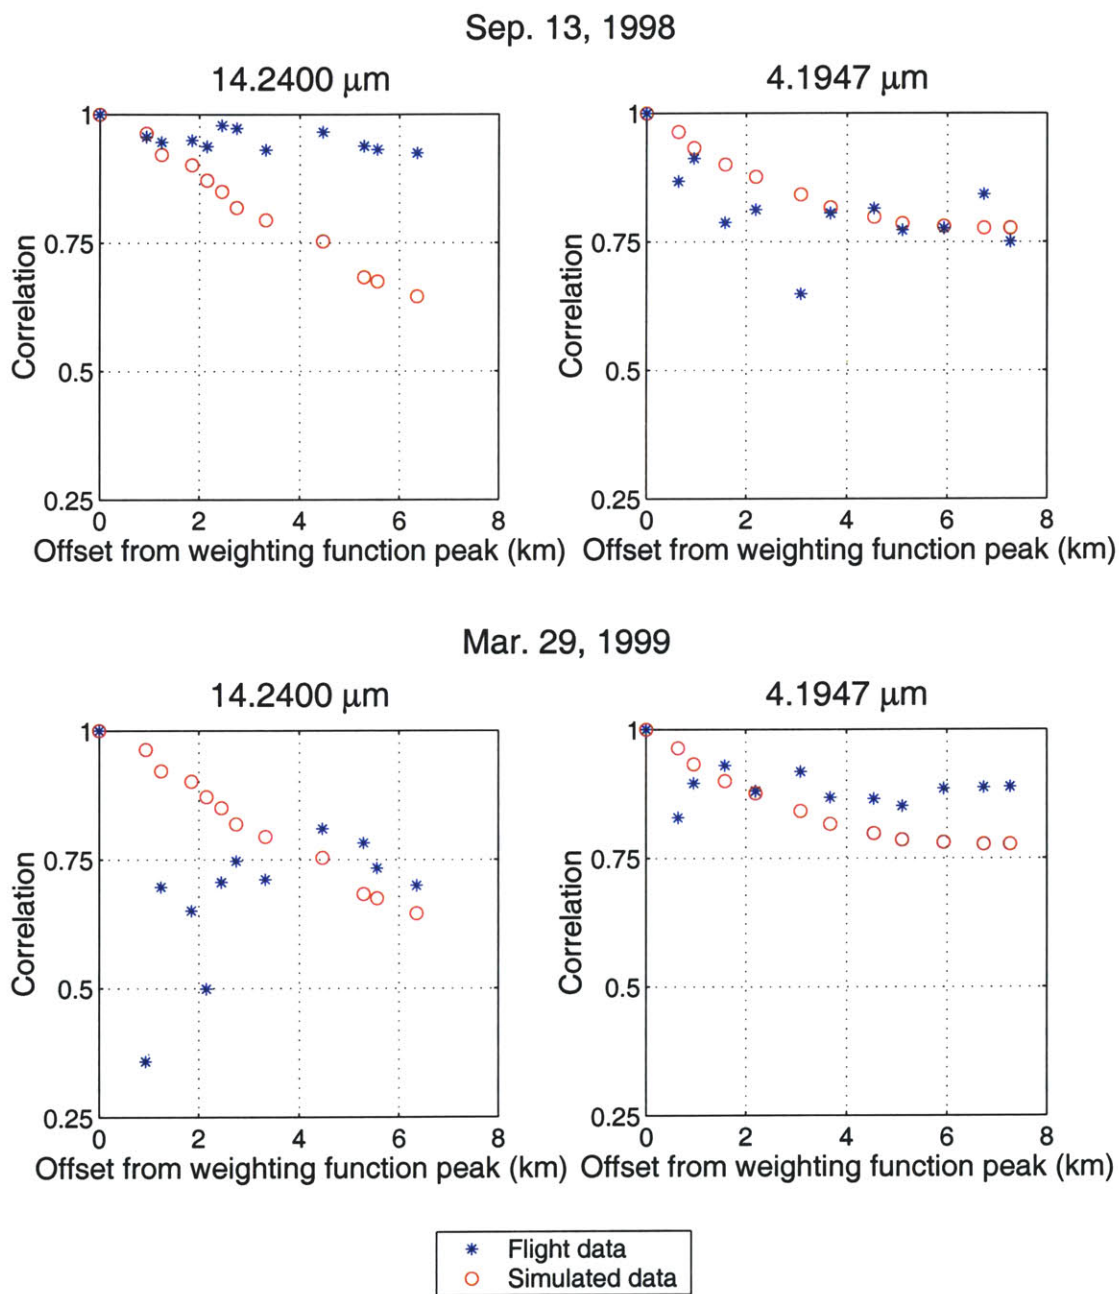 Sep. 13, 1998
14.2400 μm
4.1947 μm
1
0.75
0.5
0.25
Correlation
0 2 4 6 8
Offset from weighting function peak (km)
1
0.75
0.5
0.25
Correlation
0 2 4 6 8
Offset from weighting function peak (km)
Mar. 29, 1999
14.2400 μm
4.1947 μm
1
0.75
0.5
0.25
Correlation
0 2 4 6 8
Offset from weighting function peak (km)
1
0.75
0.5
0.25
Correlation
0 2 4 6 8
Offset from weighting function peak (km)
Flight data
Simulated data